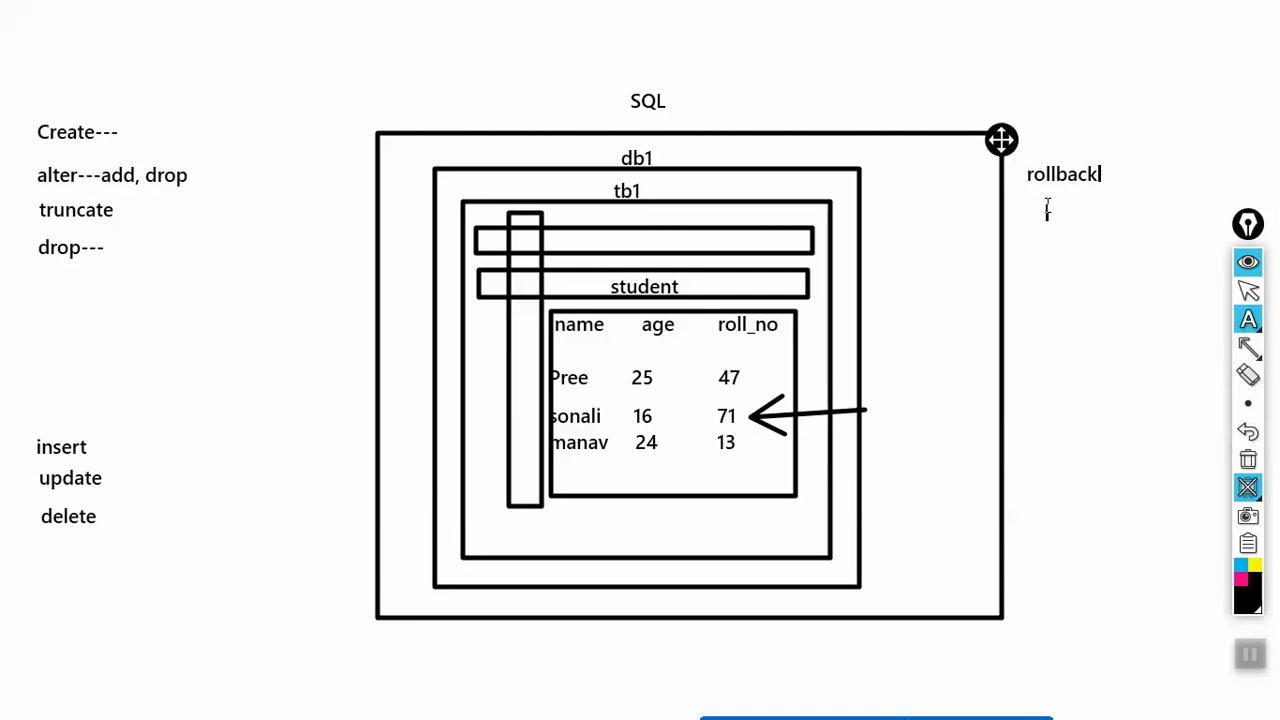 SQL
Create---
alter---add, drop
truncate
drop---
insert
update
delete
db1
tb1
student
name age roll_no
Pree 25 47
sonali 16 71
manav 24 13
rollback
A